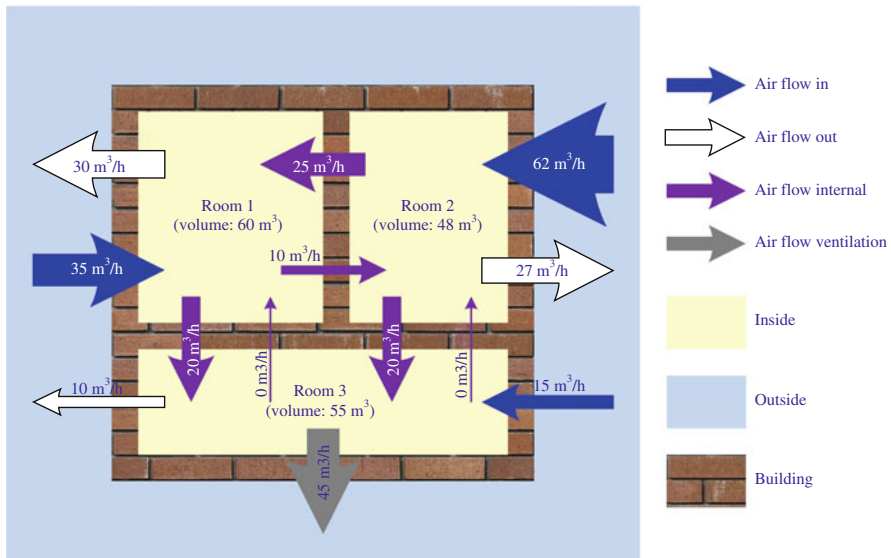 30 m³/h
25 m³/h
62 m³/h
Room 1
(volume: 60 m³)
Room 2
(volume: 48 m³)
35 m³/h
10 m³/h
27 m³/h
20 m³/h
0 m3/h
20 m³/h
0 m3/h
10 m³/h
Room 3
(volume: 55 m³)
15 m³/h
45 m3/h
Air flow in
Air flow out
Air flow internal
Air flow ventilation
Inside
Outside
Building